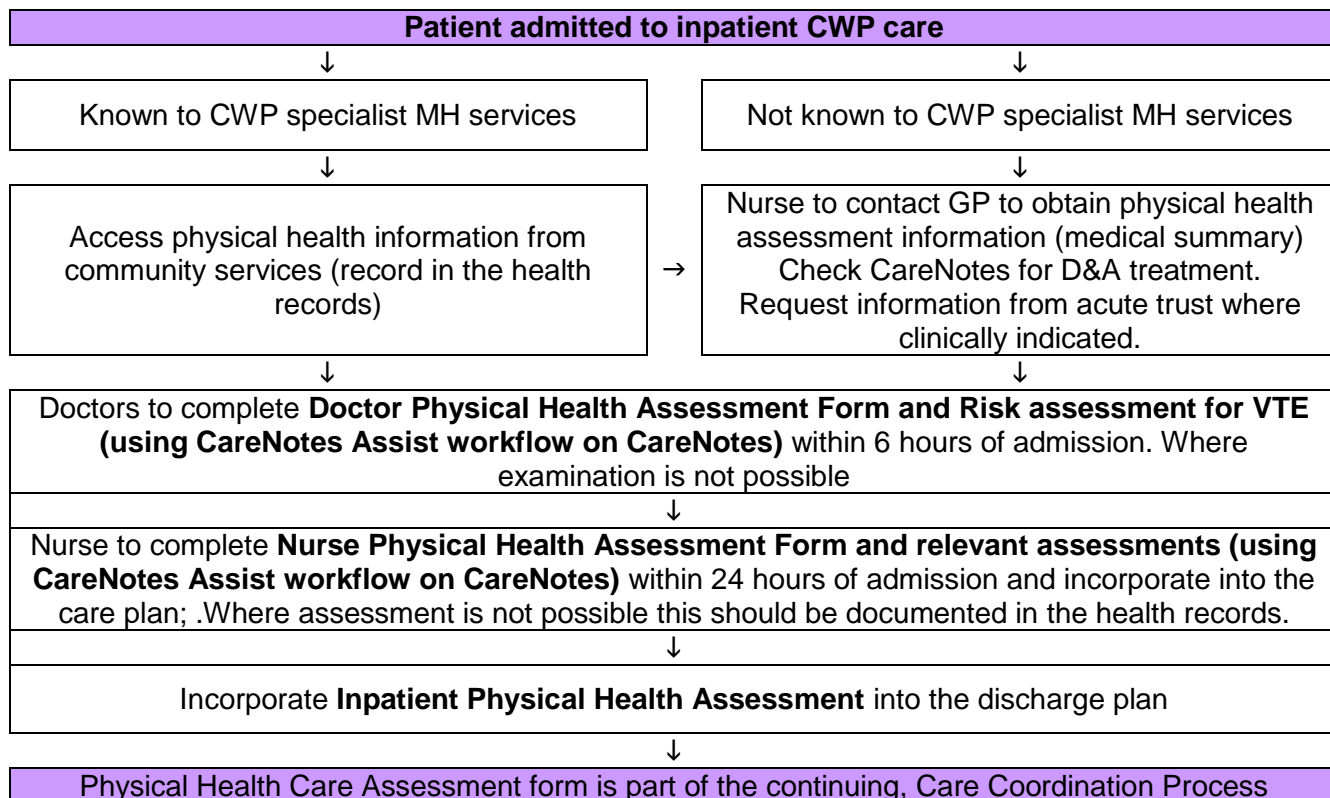 Patient admitted to inpatient CWP care
↓ ↓
Known to CWP specialist MH services
Not known to CWP specialist MH services
↓ ↓
Access physical health information from
community services (record in the health
records)
→
Nurse to contact GP to obtain physical health
assessment information (medical summary)
Check CareNotes for D&A treatment.
Request information from acute trust where
clinically indicated.
↓ ↓
Doctors to complete Doctor Physical Health Assessment Form and Risk assessment for VTE
(using CareNotes Assist workflow on CareNotes) within 6 hours of admission. Where
examination is not possible
↓
Nurse to complete Nurse Physical Health Assessment Form and relevant assessments (using
CareNotes Assist workflow on CareNotes) within 24 hours of admission and incorporate into the
care plan; .Where assessment is not possible this should be documented in the health records.
↓
Incorporate Inpatient Physical Health Assessment into the discharge plan
↓
Physical Health Care Assessment form is part of the continuing, Care Coordination Process